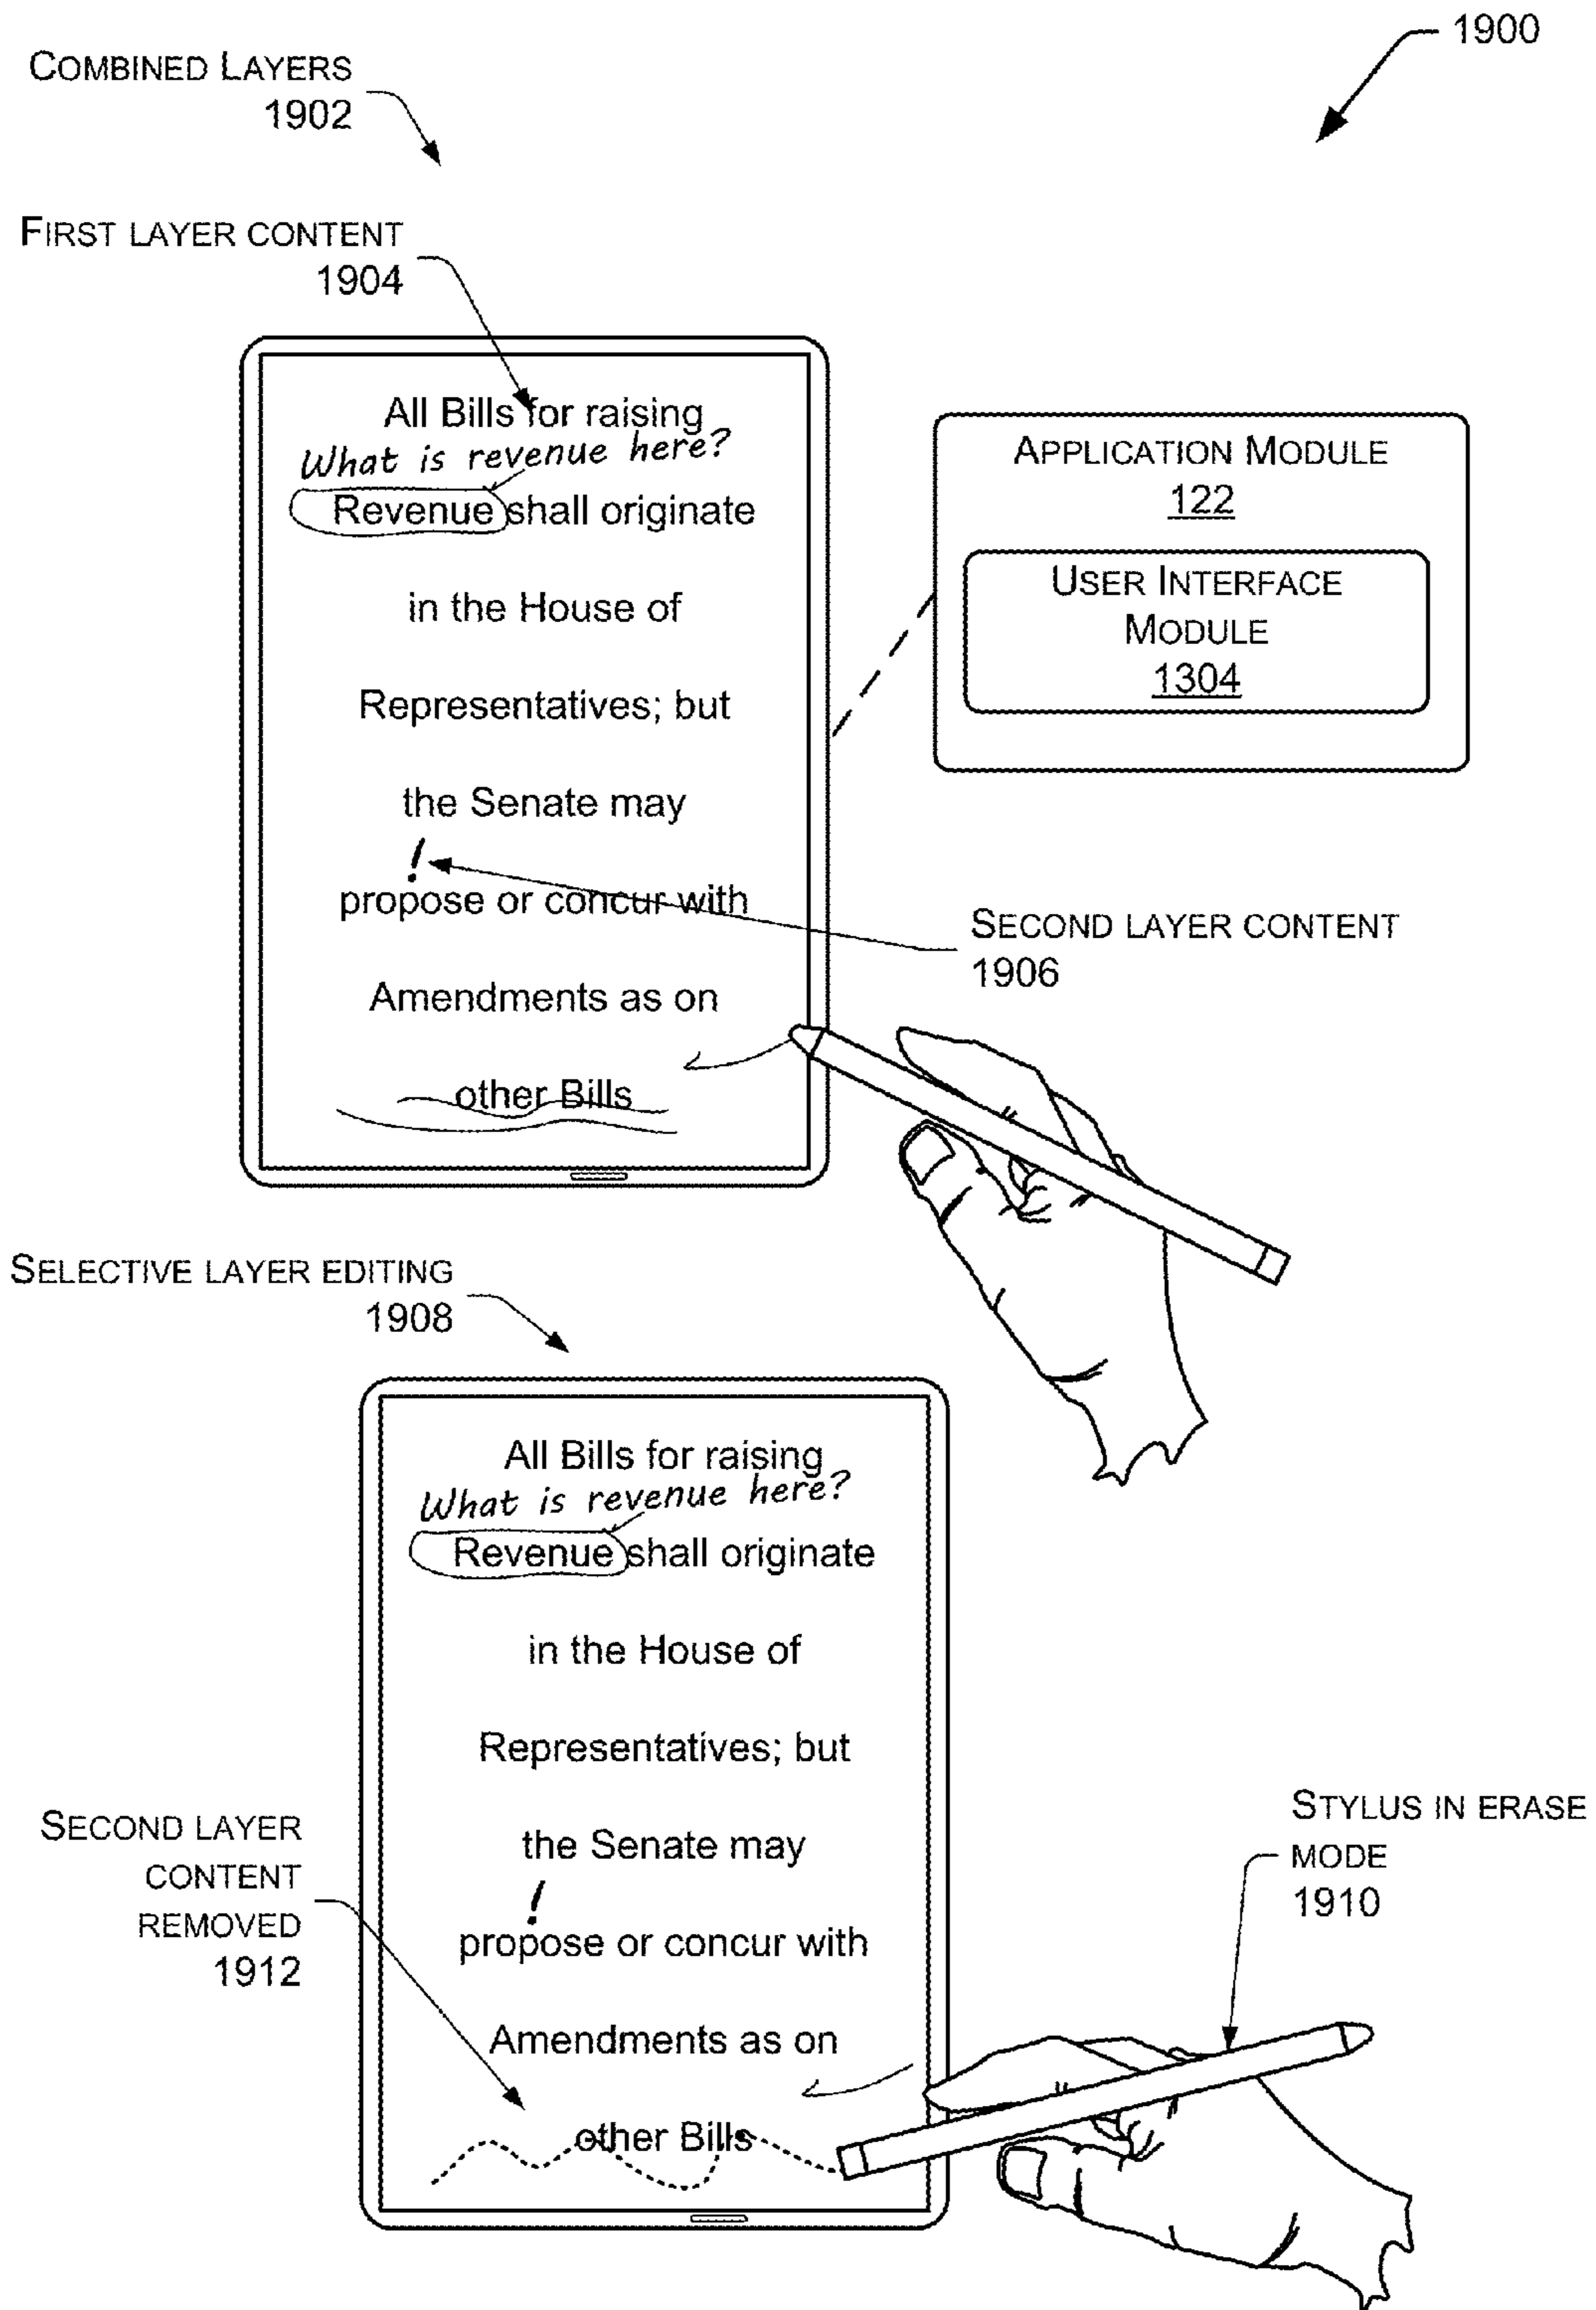 1900
COMBINED LAYERS
1902
FIRST LAYER CONTENT
1904
All Bills for raising
What is revenue here?
Revenue shall originate
in the House of
Representatives; but
the Senate may
!
propose or concur with
Amendments as on
other Bills
APPLICATION MODULE
122
USER INTERFACE
MODULE
1304
SECOND LAYER CONTENT
1906
SELECTIVE LAYER EDITING
1908
All Bills for raising
What is revenue here?
Revenue shall originate
in the House of
Representatives; but
the Senate may
!
propose or concur with
Amendments as on
other Bills
SECOND LAYER
CONTENT
REMOVED
1912
STYLUS IN ERASE
MODE
1910